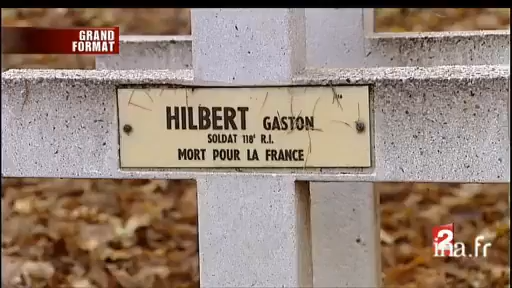 GRAND
FORMAT
HILBERT GASTON
SOLDAT 118e R.I.
MORT POUR LA FRANCE
2
ina.fr